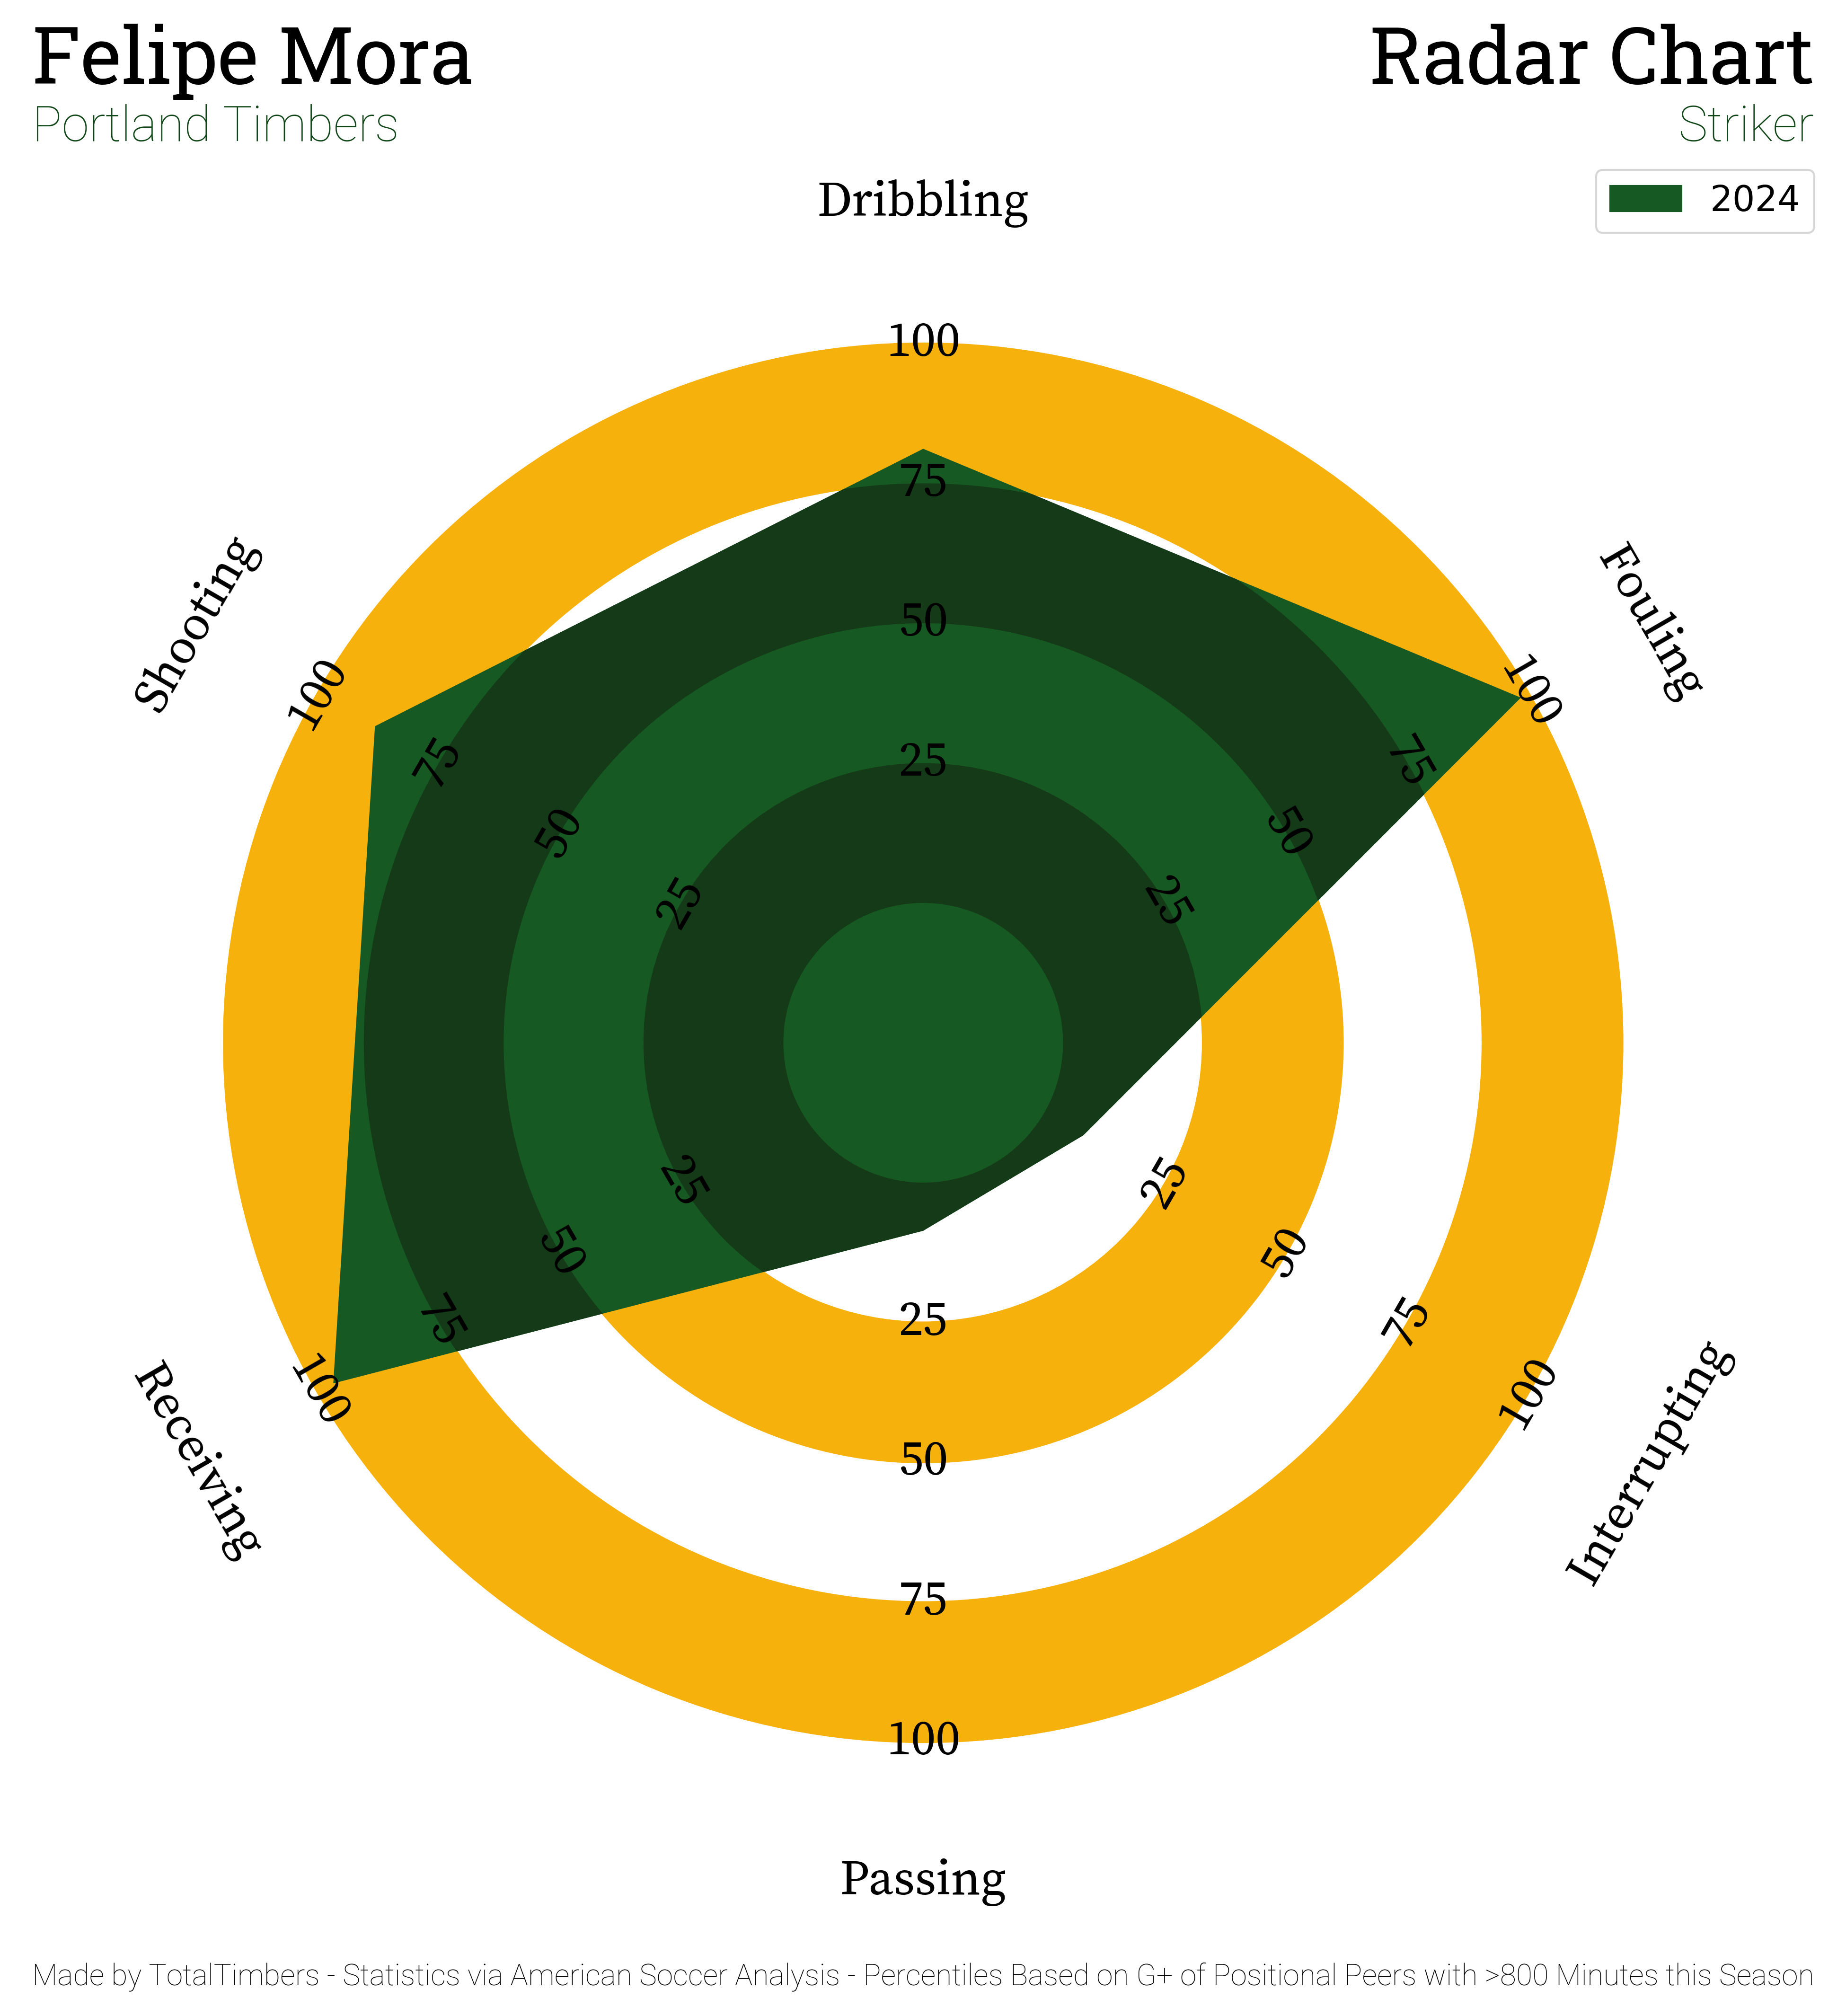 Felipe Mora
Radar Chart
Portland Timbers
Striker
2024
Dribbling
100
75
50
25
Shooting
100
75
50
25
Fouling
100
75
50
25
Receiving
100
75
50
25
Interrupting
25
50
75
100
25
50
75
100
Passing
Made by TotalTimbers - Statistics via American Soccer Analysis - Percentiles Based on G+ of Positional Peers with >800 Minutes this Season